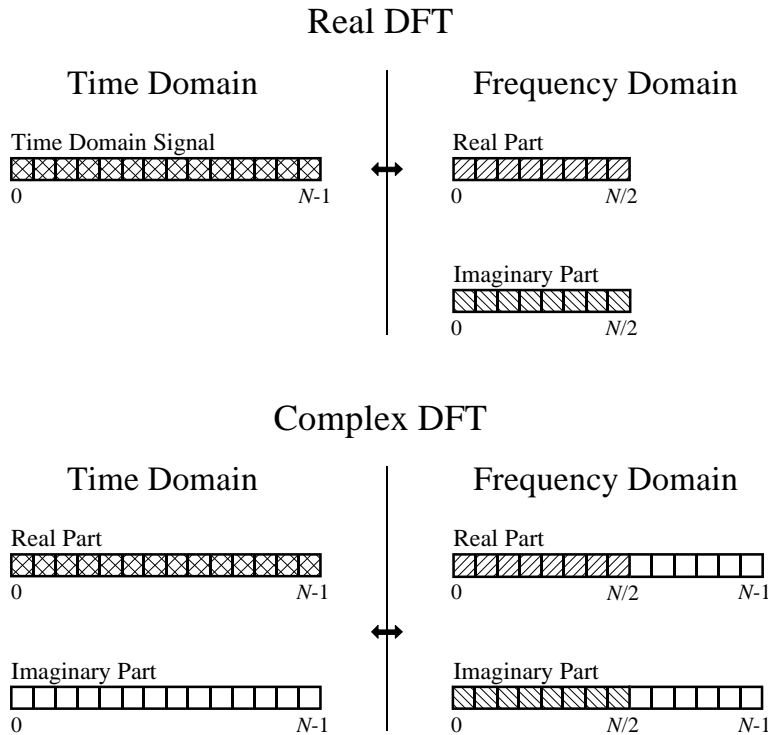 Real DFT
Time Domain
Frequency Domain
Time Domain Signal
0 N-1
Real Part
0 N/2
Imaginary Part
0 N/2
Complex DFT
Time Domain
Frequency Domain
Real Part
0 N-1
Real Part
0 N/2 N-1
Imaginary Part
0 N-1
Imaginary Part
0 N/2 N-1